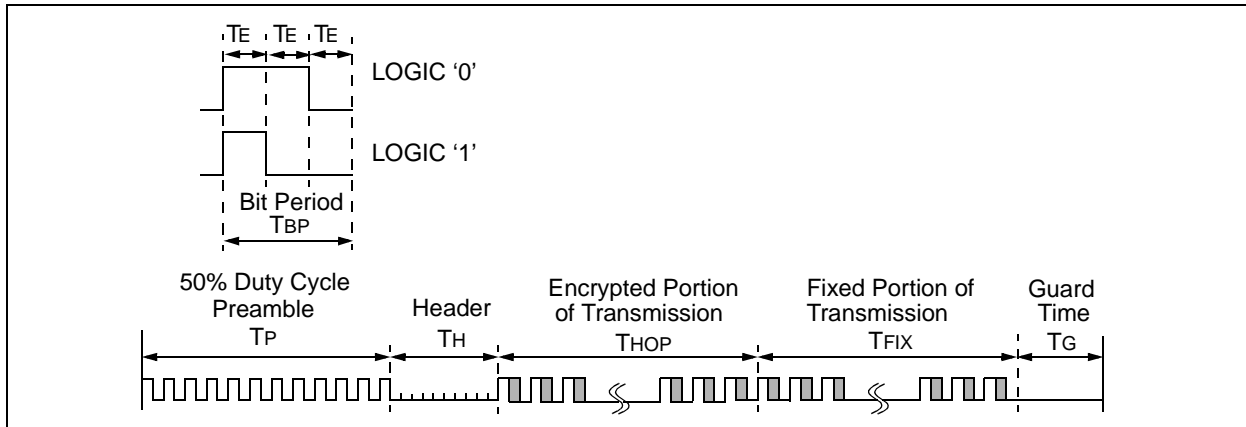 TE TE TE
LOGIC '0'
LOGIC '1'
Bit Period
TBP
50% Duty Cycle
Preamble
TP
Header
TH
Encrypted Portion
of Transmission
THOP
Fixed Portion of
Transmission
TFIX
Guard
Time
TG